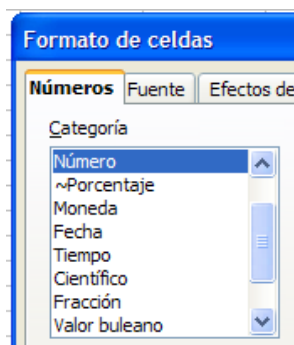 Formato de celdas
Números Fuente Efectos de
Categoría
Número
~Porcentaje
Moneda
Fecha
Tiempo
Científico
Fracción
Valor buleano